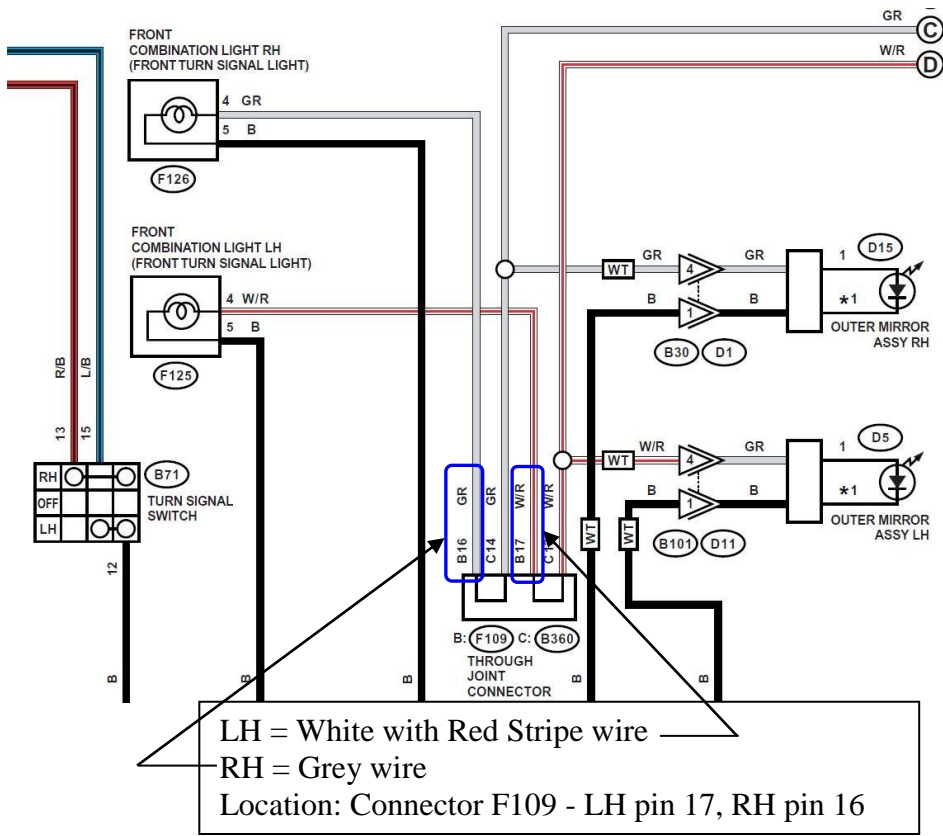 GR
C
W/R
D
FRONT
COMBINATION LIGHT RH
(FRONT TURN SIGNAL LIGHT)
4 GR
5 B
F126
FRONT
COMBINATION LIGHT LH
(FRONT TURN SIGNAL LIGHT)
4 W/R
5 B
F125
WT GR 4 GR 1 D15
B 1 B *1
OUTER MIRROR
ASSY RH
B30 D1
R/B L/B
13 15
RH
OFF
LH
B71
TURN SIGNAL
SWITCH
12
WT W/R 4 GR 1 D5
B 1 B *1
OUTER MIRROR
ASSY LH
B101 D11
WT WT
GR GR W/R W/R
B16 C14 B17
B: F109 C: B360
THROUGH
JOINT
CONNECTOR
B B B B B
LH = White with Red Stripe wire
RH = Grey wire
Location: Connector F109 - LH pin 17, RH pin 16